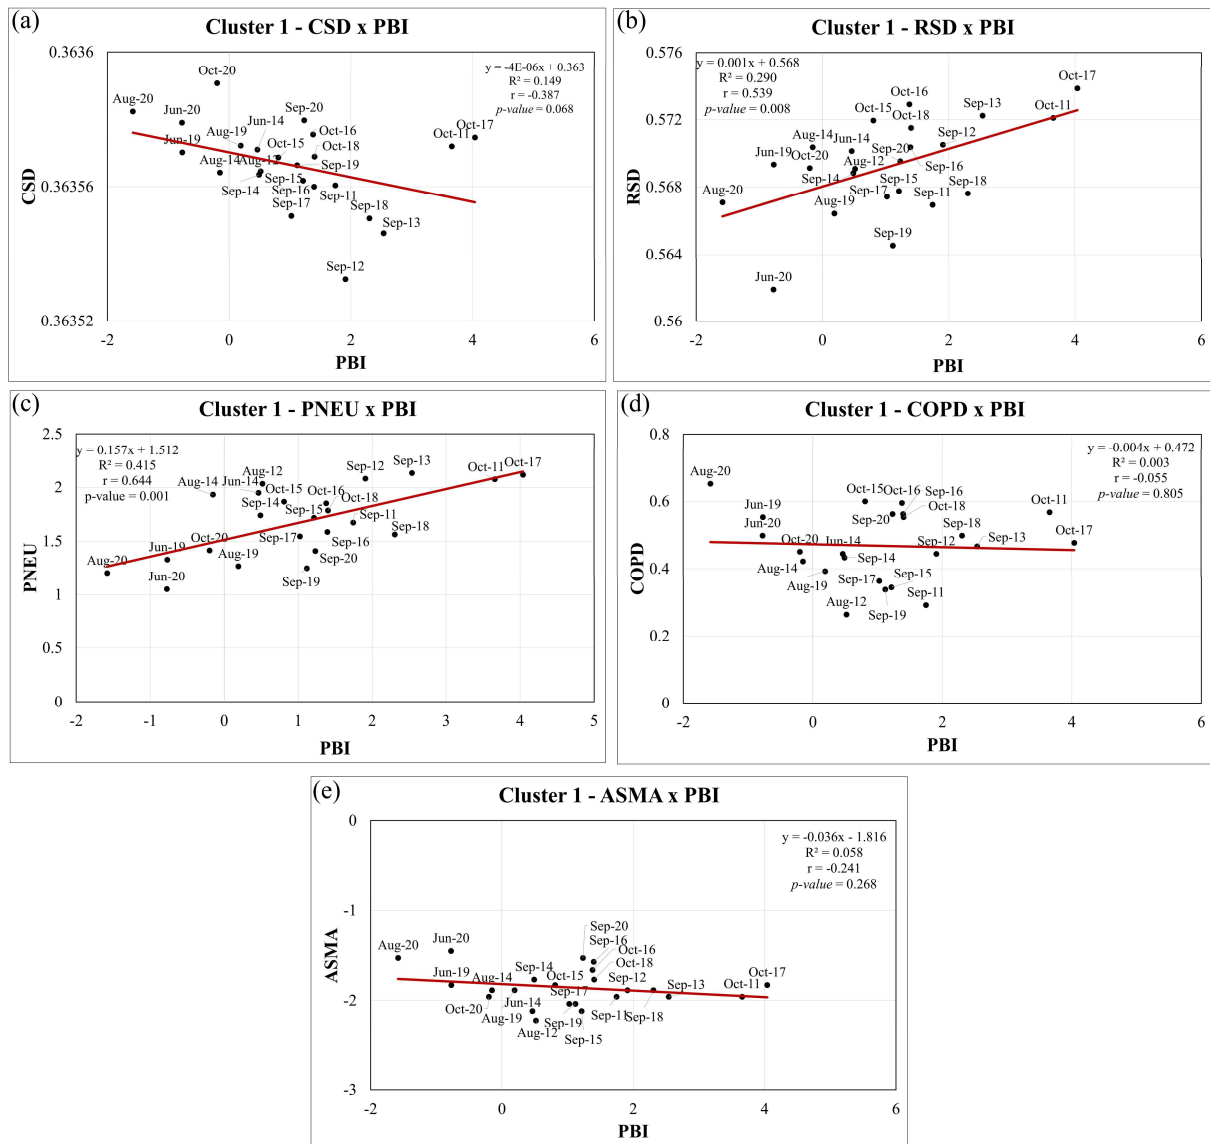 (a)
Cluster 1 - CSD x PBI
0.3636
0.36356
0.36352
CSD
y = -4E-06x + 0.363
R² = 0.149
r = -0.387
p-value = 0.068
Oct-20
Aug-20
Jun-20
Sep-20
Jun-14
Oct-16
Oct-17
Oct-11
Jun-19
Aug-19
Oct-15
Oct-18
Aug-14
Aug-12
Sep-19
Sep-15
Sep-14
Sep-16
Sep-11
Sep-17
Sep-18
Sep-13
Sep-12
-2 0 2 4 6
PBI
(b)
Cluster 1 - RSD x PBI
0.576
0.572
0.568
0.564
0.56
RSD
y = 0.001x + 0.568
R² = 0.290
r = 0.539
p-value = 0.008
Oct-17
Oct-16
Sep-13
Oct-11
Oct-15
Oct-18
Aug-14
Jun-14
Sep-12
Sep-20
Jun-19
Oct-20
Aug-12
Sep-16
Sep-14
Sep-15
Sep-18
Aug-20
Sep-17
Sep-11
Aug-19
Sep-19
Jun-20
-2 0 2 4 6
PBI
(c)
Cluster 1 - PNEU x PBI
2.5
2
1.5
1
0.5
0
PNEU
y = 0.157x + 1.512
R² = 0.415
r = 0.644
p-value = 0.001
Aug-12
Sep-12
Sep-13
Oct-11
Oct-17
Aug-14
Jun-14
Oct-15
Oct-16
Sep-14
Oct-18
Sep-11
Sep-18
Oct-20
Sep-17
Sep-16
Jun-19
Aug-20
Aug-19
Sep-20
Jun-20
Sep-19
-2 -1 0 1 2 3 4 5
PBI
(d)
Cluster 1 - COPD x PBI
0.8
0.6
0.4
0.2
0
COPD
y = -0.004x + 0.472
R² = 0.003
r = -0.055
p-value = 0.805
Aug-20
Oct-15
Oct-16
Sep-16
Oct-11
Jun-19
Sep-20
Oct-18
Jun-20
Sep-18
Oct-17
Oct-20
Jun-14
Sep-12
Sep-13
Aug-14
Sep-14
Aug-19
Sep-17
Sep-15
Aug-12
Sep-19
Sep-11
-2 0 2 4 6
PBI
(e)
Cluster 1 - ASMA x PBI
0
-1
-2
-3
ASMA
y = -0.036x - 1.816
R² = 0.058
r = -0.241
p-value = 0.268
Sep-20
Aug-20
Jun-20
Sep-16
Oct-16
Oct-18
Jun-19
Aug-14
Sep-14
Oct-15
Sep-12
Sep-13
Oct-11
Oct-17
Sep-17
Oct-20
Jun-14
Aug-19
Aug-12
Sep-19
Sep-11
Sep-18
Sep-15
-2 0 2 4 6
PBI